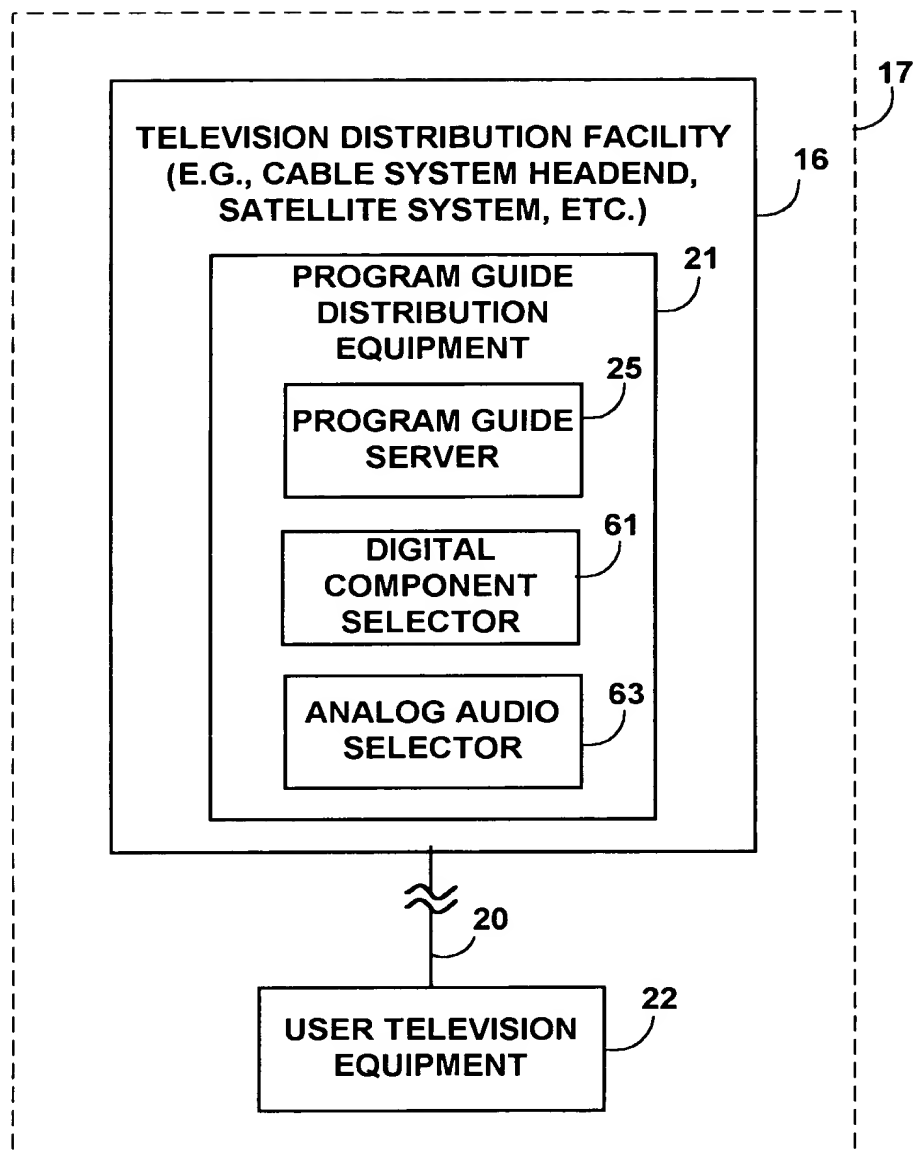 17
TELEVISION DISTRIBUTION FACILITY
(E.G., CABLE SYSTEM HEADEND,
SATELLITE SYSTEM, ETC.)
16
PROGRAM GUIDE
DISTRIBUTION
EQUIPMENT
21
25
PROGRAM GUIDE
SERVER
61
DIGITAL
COMPONENT
SELECTOR
63
ANALOG AUDIO
SELECTOR
20
22
USER TELEVISION
EQUIPMENT